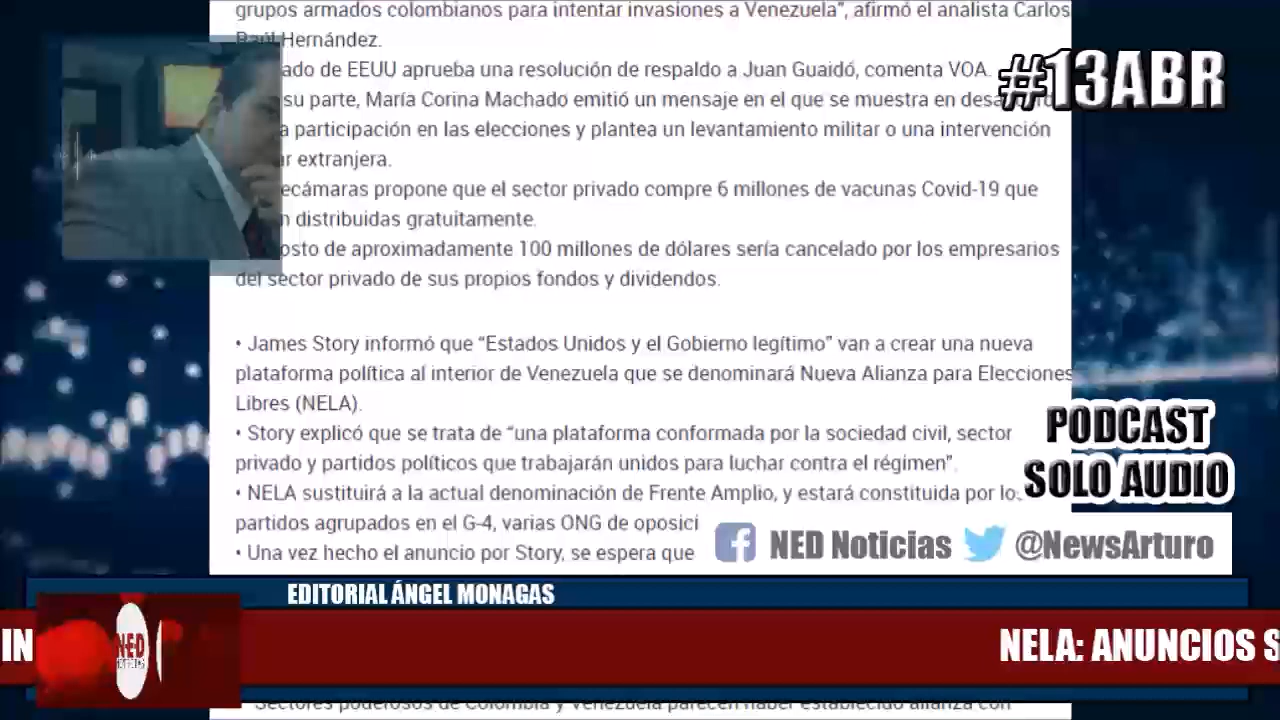 grupos armados colombianos para intentar invasiones a Venezuela”, afirmó el analista Carlos
Raúl Hernández.
ado de EEUU aprueba una resolución de respaldo a Juan Guaidó, comenta VOA.
su parte, María Corina Machado emitió un mensaje en el que se muestra en
a participación en las elecciones y plantea un levantamiento militar o una intervención
extranjera.
ecámaras propone que el sector privado compre 6 millones de vacunas Covid-19 que
n distribuidas gratuitamente.
osto de aproximadamente 100 millones de dólares sería cancelado por los empresarios
del sector privado de sus propios fondos y dividendos.
• James Story informó que “Estados Unidos y el Gobierno legítimo” van a crear una nueva
plataforma política al interior de Venezuela que se denominará Nueva Alianza para Elecciones
Libres (NELA).
• Story explicó que se trata de “una plataforma conformada por la sociedad civil, sector
privado y partidos políticos que trabajarán unidos para luchar contra el régimen”.
• NELA sustituirá a la actual denominación de Frente Amplio, y estará constituida por los
partidos agrupados en el G-4, varias ONG de oposici
• Una vez hecho el anuncio por Story, se espera que
#13ABR
PODCAST
SOLO AUDIO
NED Noticias @NewsArturo
EDITORIAL ÁNGEL MONAGAS
IN
NED
NELA: ANUNCIOS S
Sectores poderosos de Colombia y Venezuela parecen haber establecido alianza con